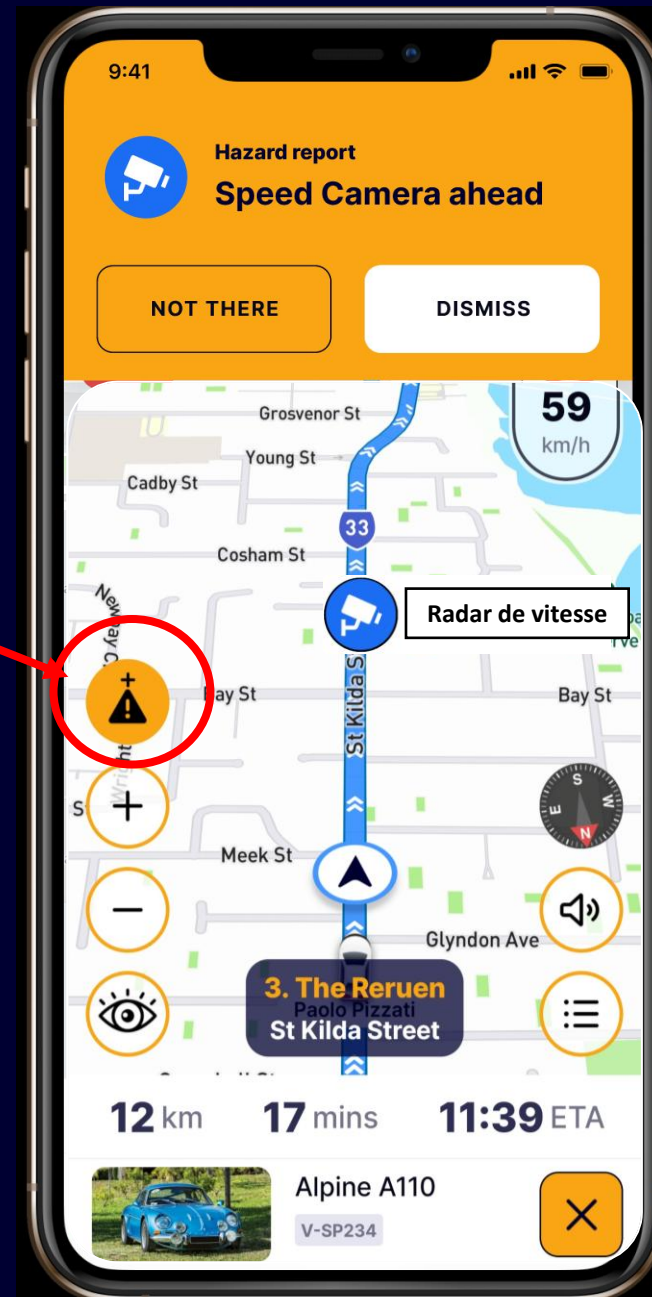 9:41
Hazard report
Speed Camera ahead
NOT THERE
DISMISS
59
km/h
Grosvenor St
Young St
Cadby St
33
Cosham St
Radar de vitesse
Bay St
Bay St
St Kilda S
S
E
W
N
Meek St
Glyndon Ave
3. The Reruen
Paolo Pizzati
St Kilda Street
12 km
17 mins
11:39 ETA
Alpine A110
V-SP234